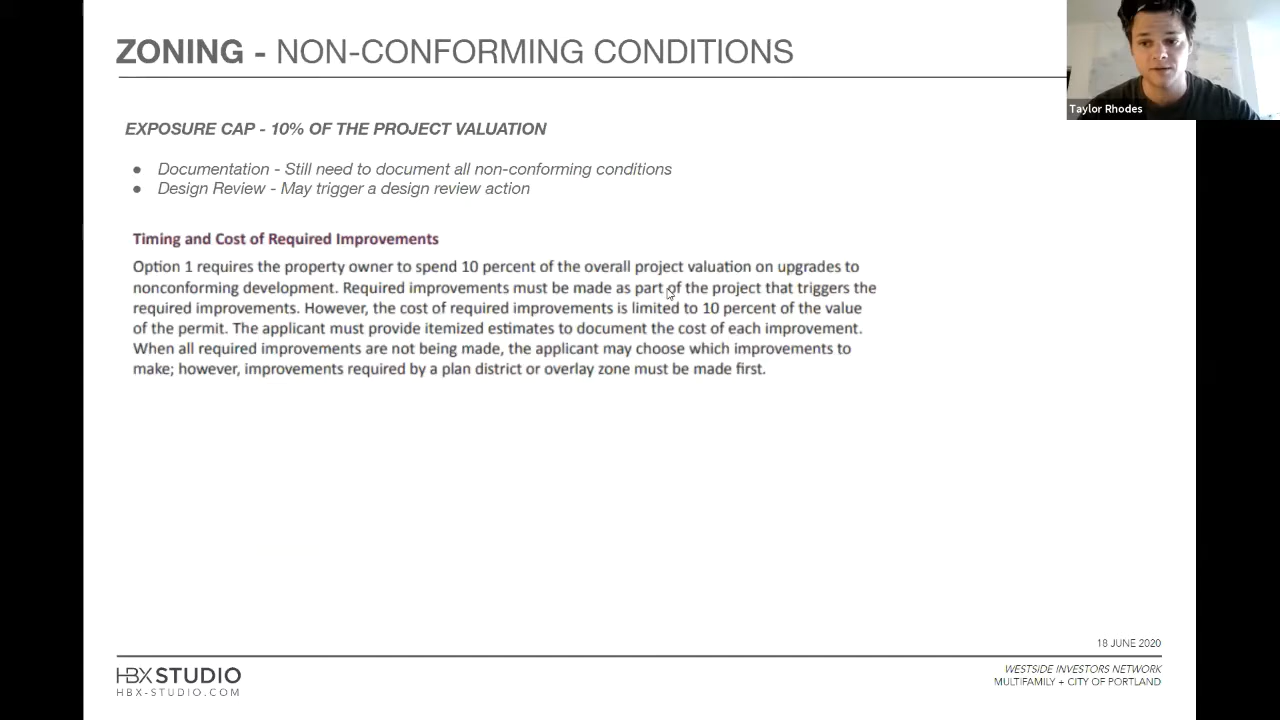 ZONING - NON-CONFORMING CONDITIONS
Taylor Rhodes
EXPOSURE CAP - 10% OF THE PROJECT VALUATION
● Documentation - Still need to document all non-conforming conditions
● Design Review - May trigger a design review action
Timing and Cost of Required Improvements
Option 1 requires the property owner to spend 10 percent of the overall project valuation on upgrades to
nonconforming development. Required improvements must be made as part of the project that triggers the
required improvements. However, the cost of required improvements is limited to 10 percent of the value
of the permit. The applicant must provide itemized estimates to document the cost of each improvement.
When all required improvements are not being made, the applicant may choose which improvements to
make; however, improvements required by a plan district or overlay zone must be made first.
18 JUNE 2020
HBX STUDIO
HBX-STUDIO.COM
WESTSIDE INVESTORS NETWORK
MULTIFAMILY + CITY OF PORTLAND